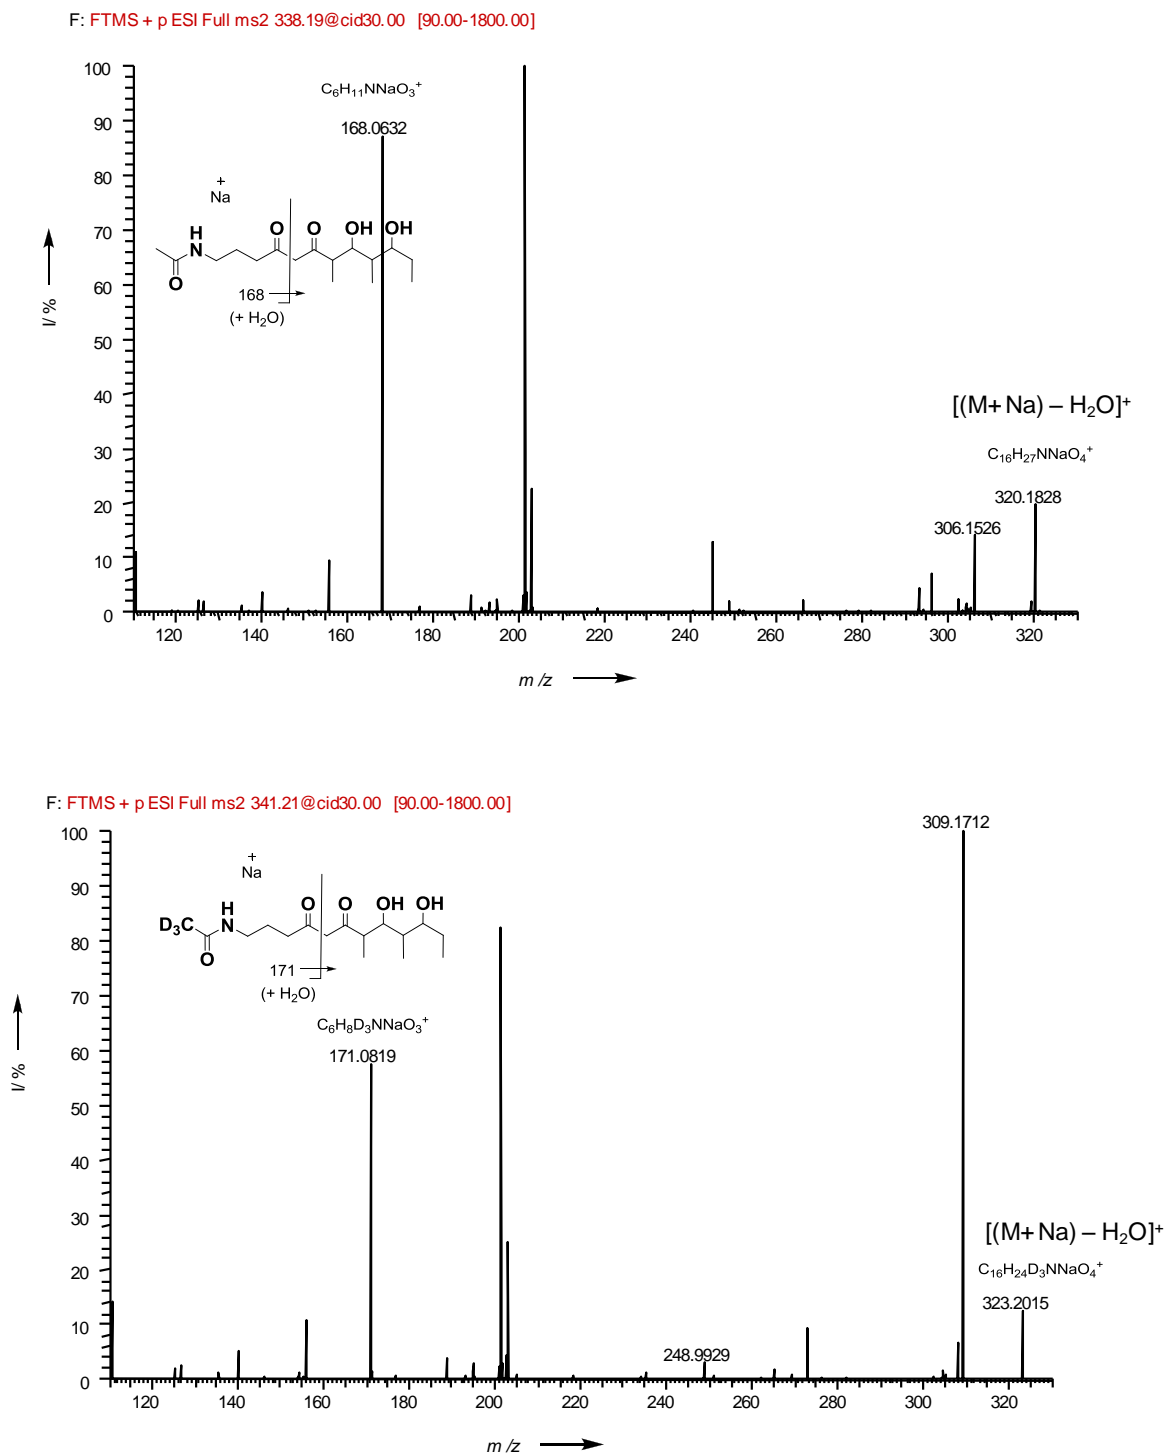 F: FTMS + p ESI Full ms2 338.19@cid30.00 [90.00-1800.00]
100
90
80
70
60
50
40
30
20
10
0
I/ %
C₆H₁₁NNaO₃⁺
168.0632
+
Na
H
N
O
O
O
OH
OH
168
(+ H₂O)
[(M+ Na) – H₂O]⁺
C₁₆H₂₇NNaO₄⁺
320.1828
306.1526
120 140 160 180 200 220 240 260 280 300 320
m /z
F: FTMS + p ESI Full ms2 341.21@cid30.00 [90.00-1800.00]
100
90
80
70
60
50
40
30
20
10
0
I/ %
309.1712
+
Na
H
N
D₃C
O
O
O
OH
OH
171
(+ H₂O)
C₆H₈D₃NNaO₃⁺
171.0819
[(M+ Na) – H₂O]⁺
C₁₆H₂₄D₃NNaO₄⁺
323.2015
248.9929
120 140 160 180 200 220 240 260 280 300 320
m /z